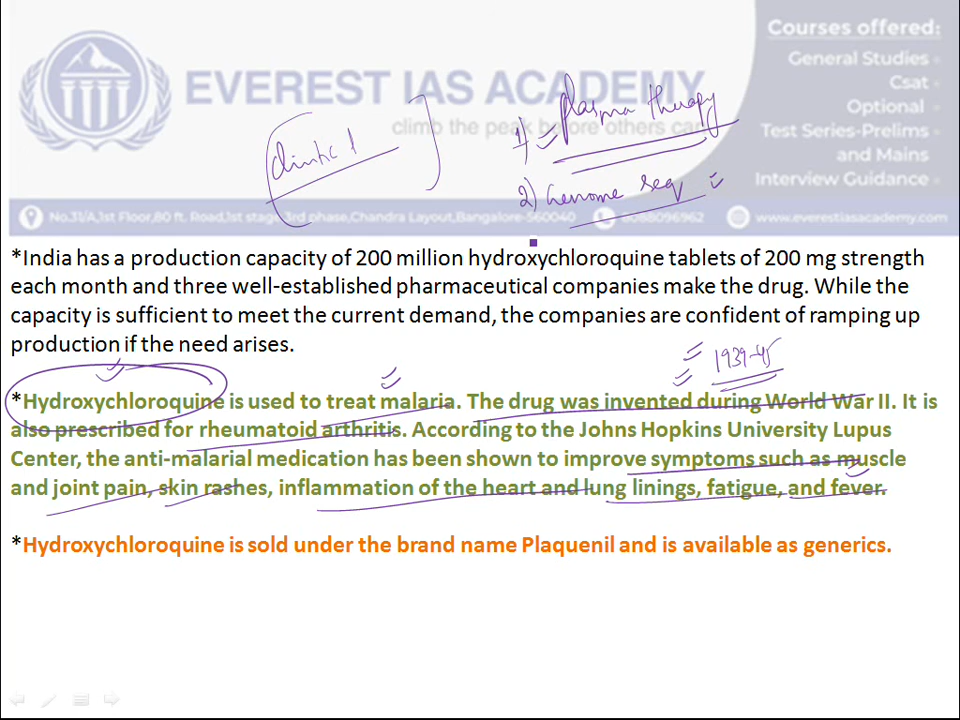 Courses offered:
General Studies
Csat
Optional
Test Series-Prelims
and Mains
Interview Guidance
EVEREST IAS ACADEMY
climb the peak before others can
1) plasma therapy
2) Genome seq
No.31/A,1st Floor,80 ft. Road,1st stage,3rd Phase,Chandra Layout,Bangalore-560040
www.everestiasacademy.com
*India has a production capacity of 200 million hydroxychloroquine tablets of 200 mg strength
each month and three well-established pharmaceutical companies make the drug. While the
capacity is sufficient to meet the current demand, the companies are confident of ramping up
production if the need arises.
1939-45
*Hydroxychloroquine is used to treat malaria. The drug was invented during World War II. It is
also prescribed for rheumatoid arthritis. According to the Johns Hopkins University Lupus
Center, the anti-malarial medication has been shown to improve symptoms such as muscle
and joint pain, skin rashes, inflammation of the heart and lung linings, fatigue, and fever.
*Hydroxychloroquine is sold under the brand name Plaquenil and is available as generics.